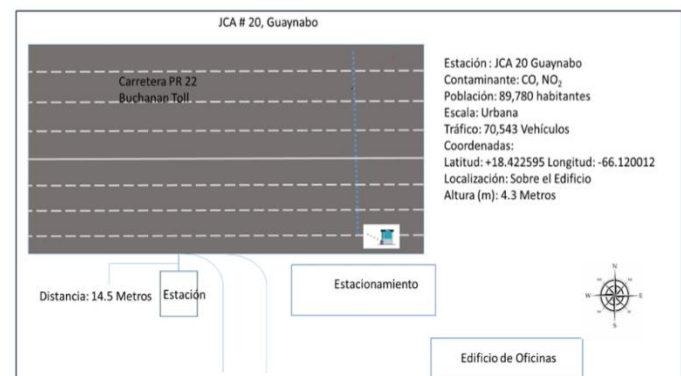 JCA # 20, Guaynabo
Carretera PR 22
Buchanan Toll
Estación : JCA 20 Guaynabo
Contaminante: CO, NO₂
Población: 89,780 habitantes
Escala: Urbana
Tráfico: 70,543 Vehículos
Coordenadas:
Latitud: +18.422595 Longitud: -66.120012
Localización: Sobre el Edificio
Altura (m): 4.3 Metros
Distancia: 14.5 Metros
Estación
Estacionamiento
N
W
E
S
Edificio de Oficinas